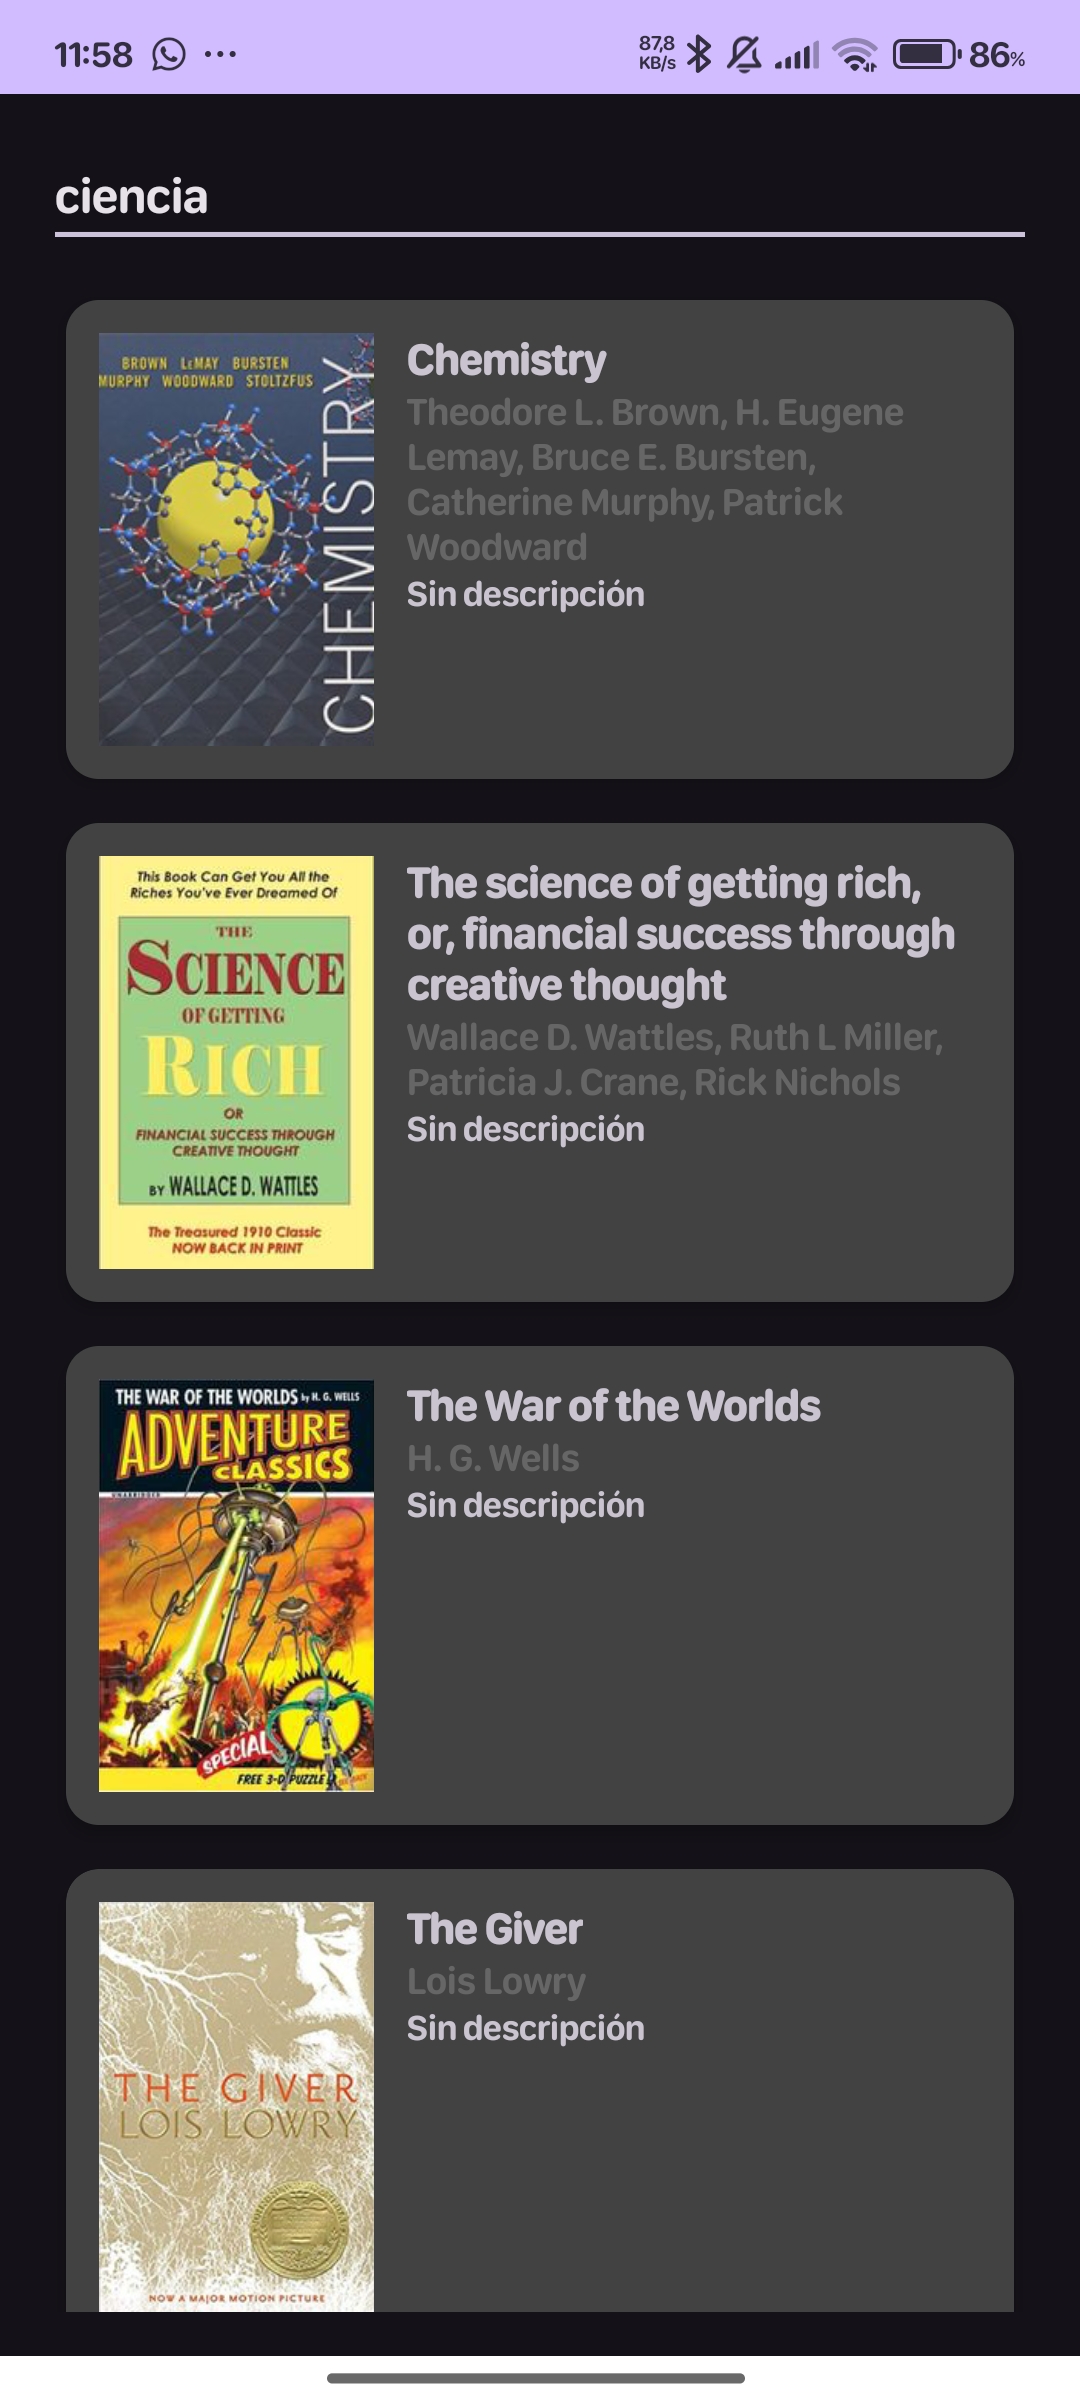 11:58
87,8
KB/s
86%
ciencia
BROWN LEMAY BURSTEN
MURPHY WOODWARD STOLTZFUS
CHEMISTRY
Chemistry
Theodore L. Brown, H. Eugene
Lemay, Bruce E. Bursten,
Catherine Murphy, Patrick
Woodward
Sin descripción
This Book Can Get You All the
Riches You've Ever Dreamed Of
THE
SCIENCE
OF GETTING
RICH
OR
FINANCIAL SUCCESS THROUGH
CREATIVE THOUGHT
BY WALLACE D. WATTLES
The Treasured 1910 Classic
NOW BACK IN PRINT
The science of getting rich,
or, financial success through
creative thought
Wallace D. Wattles, Ruth L Miller,
Patricia J. Crane, Rick Nichols
Sin descripción
THE WAR OF THE WORLDS by H. G. WELLS
ADVENTURE
CLASSICS
UNABRIDGED
SPECIAL
FREE 3-D PUZZLE
The War of the Worlds
H. G. Wells
Sin descripción
THE GIVER
LOIS LOWRY
NOW A MAJOR MOTION PICTURE
The Giver
Lois Lowry
Sin descripción